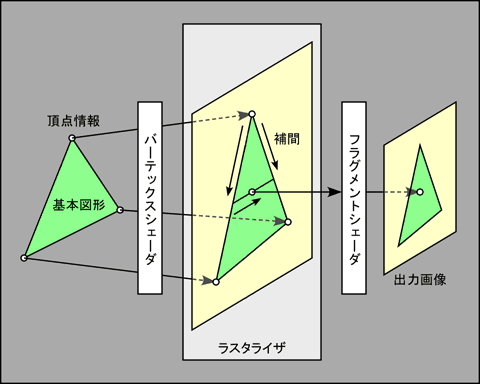 頂点情報
基本図形
バーテックスシェーダ
補間
ラスタライザ
フラグメントシェーダ
出力画像